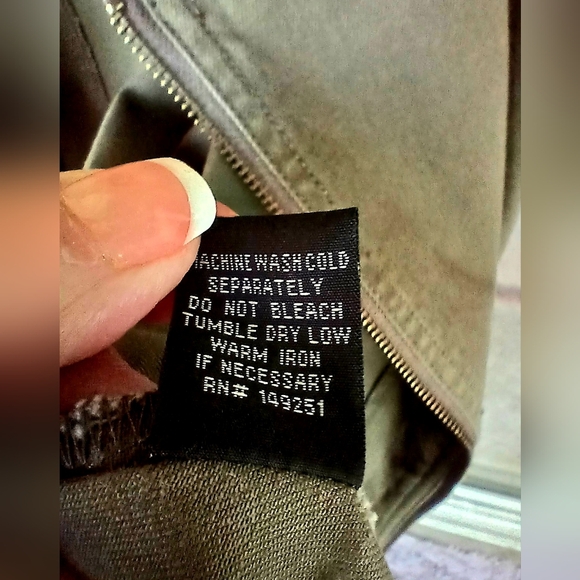 MACHINE WASH COLD
SEPARATELY
DO NOT BLEACH
TUMBLE DRY LOW
WARM IRON
IF NECESSARY
RN# 149251